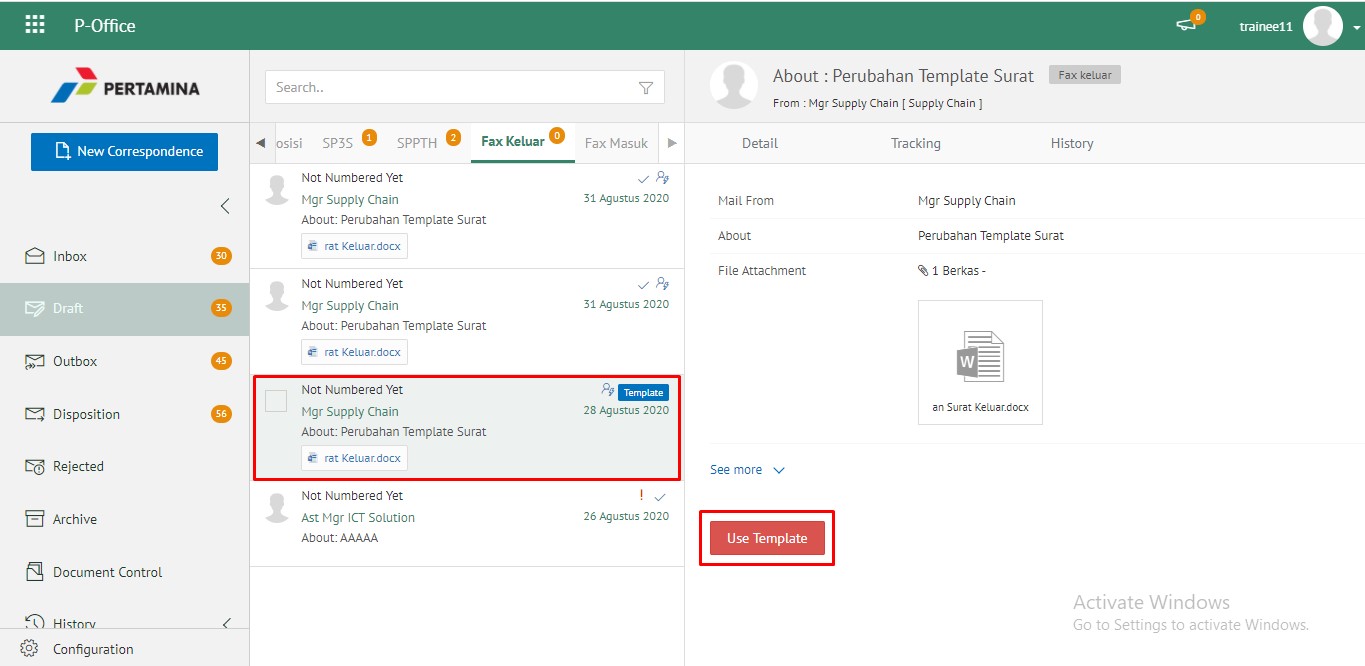 P-Office
0
trainee11
PERTAMINA
New Correspondence
Inbox 30
Draft 35
Outbox 45
Disposition 56
Rejected
Archive
Document Control
History
Configuration
Search..
osisi SP3S 1 SPPTH 2 Fax Keluar 0 Fax Masuk
Not Numbered Yet
Mgr Supply Chain 31 Agustus 2020
About: Perubahan Template Surat
rat Keluar.docx
Not Numbered Yet
Mgr Supply Chain 31 Agustus 2020
About: Perubahan Template Surat
rat Keluar.docx
Not Numbered Yet Template
Mgr Supply Chain 28 Agustus 2020
About: Perubahan Template Surat
rat Keluar.docx
Not Numbered Yet !
Ast Mgr ICT Solution 26 Agustus 2020
About: AAAAA
About : Perubahan Template Surat Fax keluar
From : Mgr Supply Chain [ Supply Chain ]
Detail Tracking History
Mail From Mgr Supply Chain
About Perubahan Template Surat
File Attachment 1 Berkas -
W
an Surat Keluar.docx
See more
Use Template
Activate Windows
Go to Settings to activate Windows.